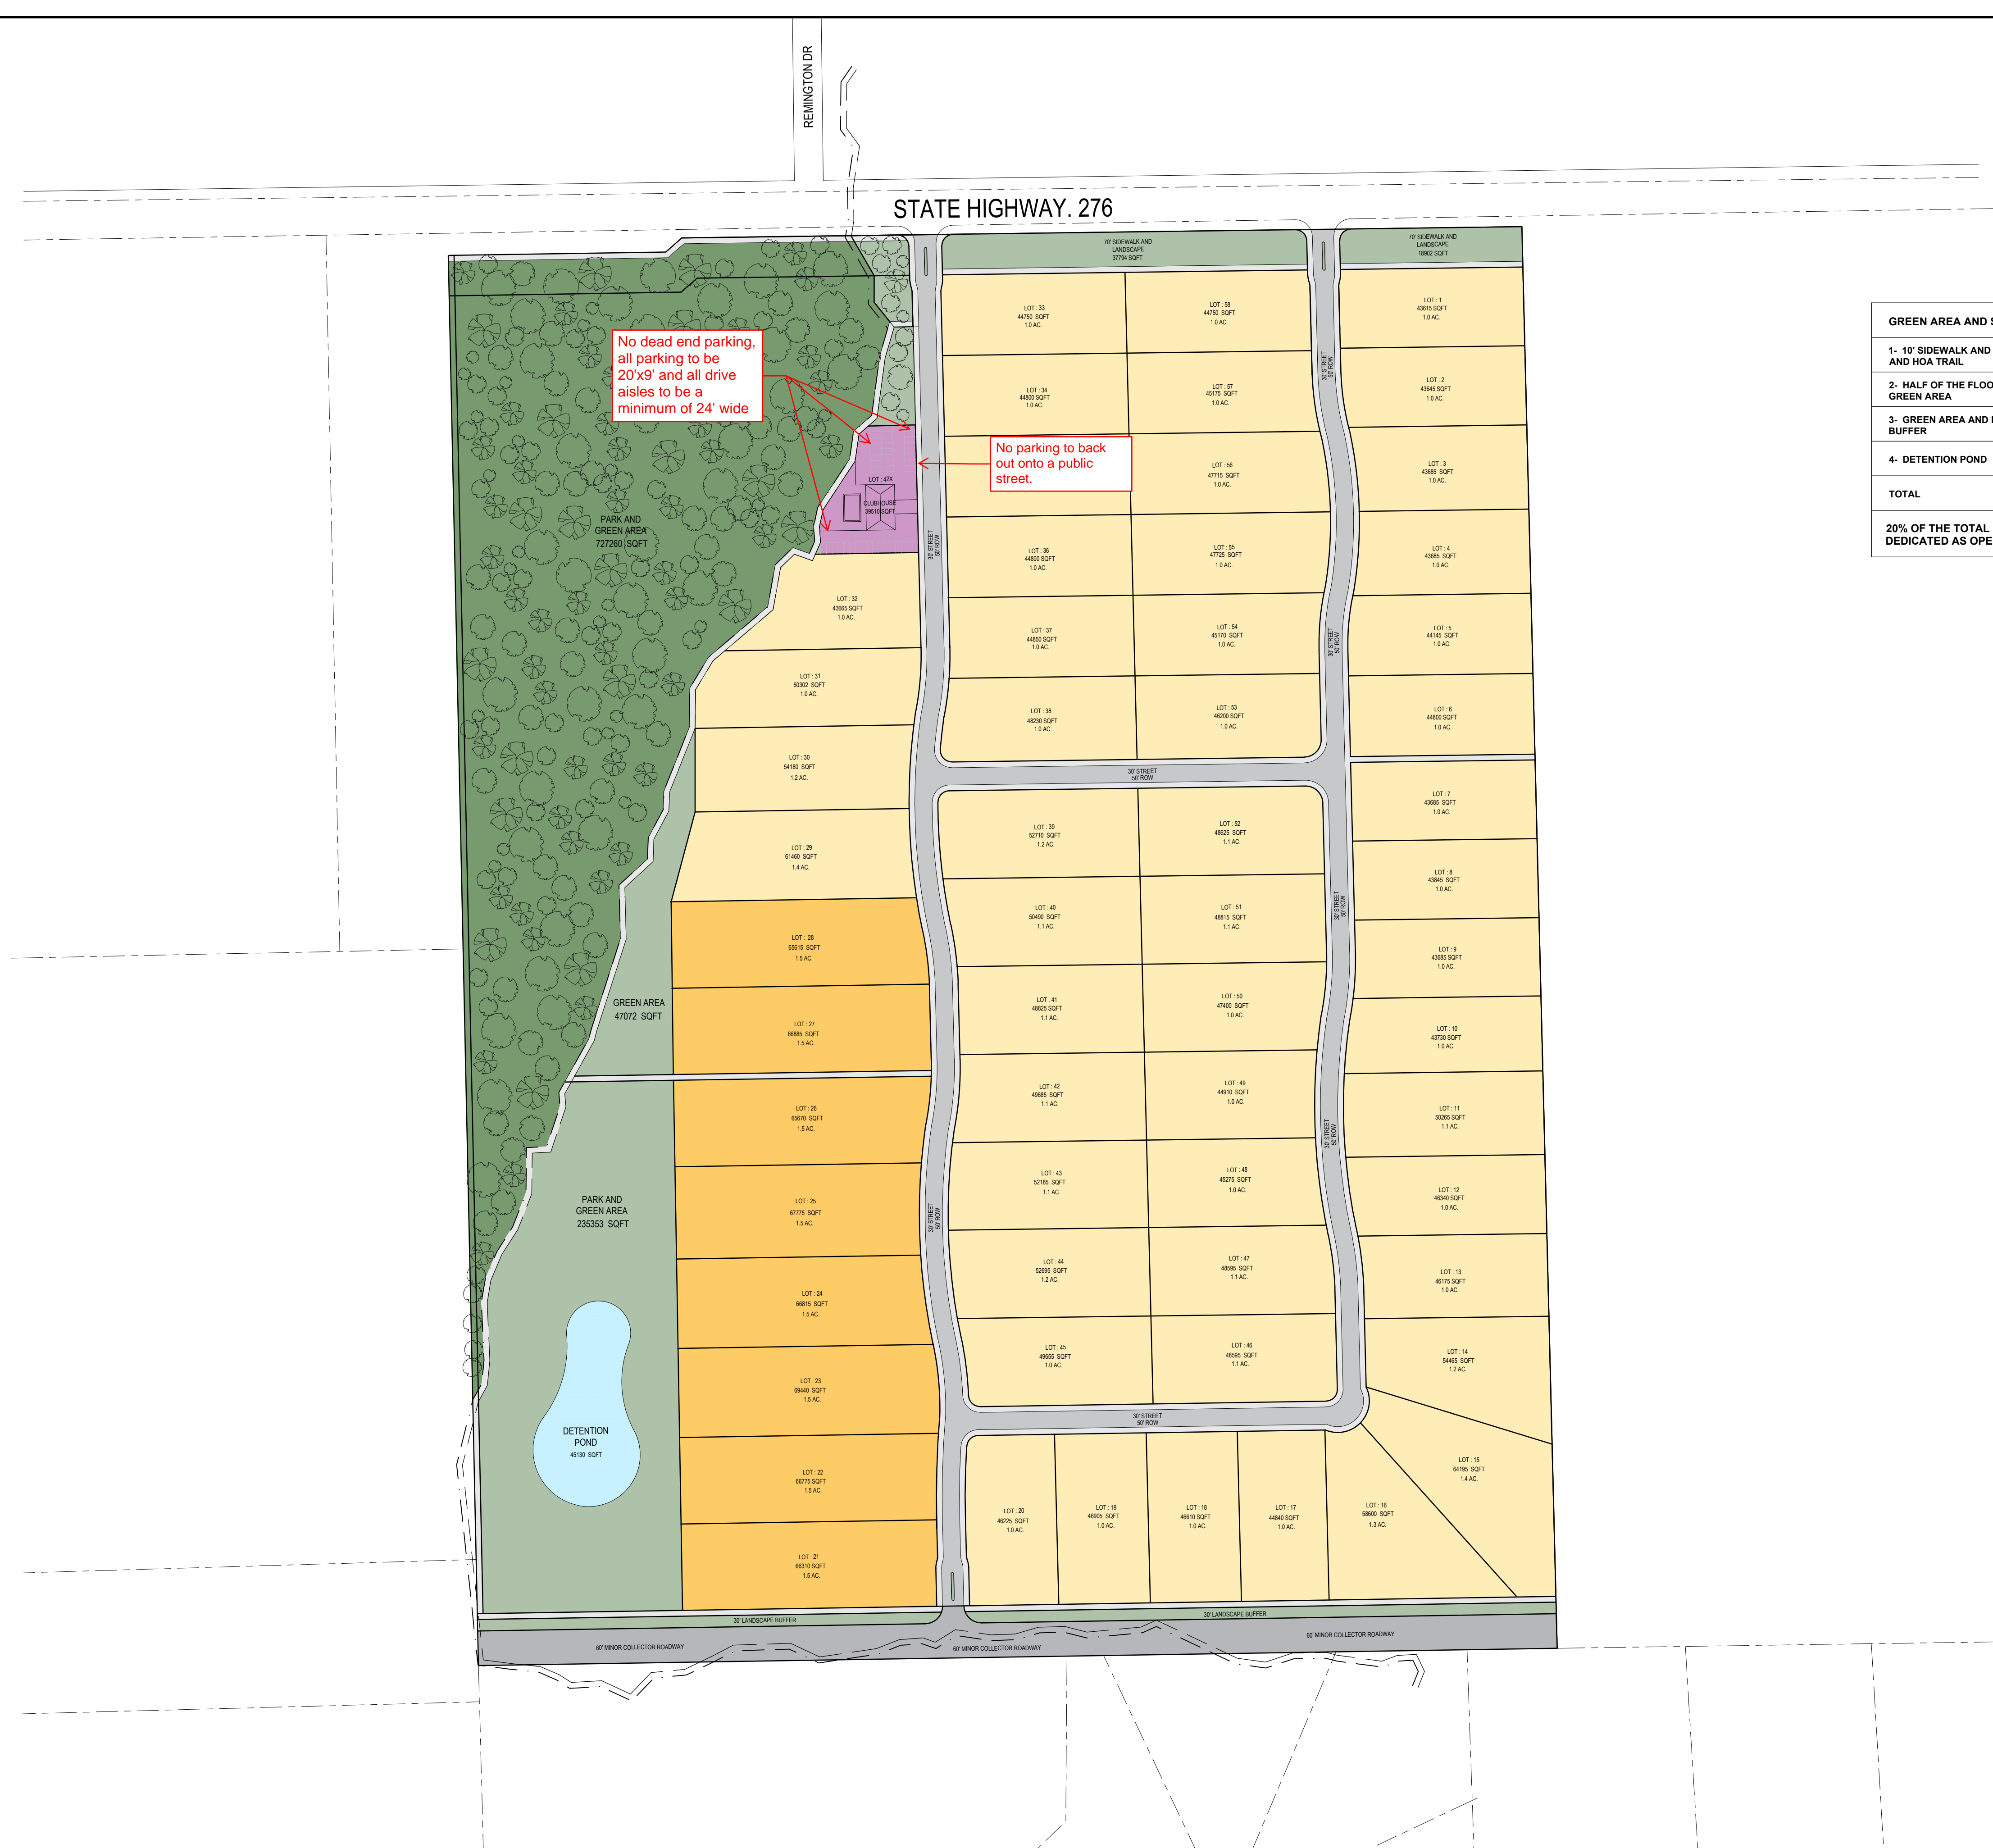 REMINGTON DR
STATE HIGHWAY. 276
70' SIDEWALK AND
LANDSCAPE
37794 SQFT
70' SIDEWALK AND
LANDSCAPE
18902 SQFT
GREEN AREA AND S
1- 10' SIDEWALK AND
AND HOA TRAIL
2- HALF OF THE FLOO
GREEN AREA
3- GREEN AREA AND
BUFFER
4- DETENTION POND
TOTAL
20% OF THE TOTAL
DEDICATED AS OPE
No dead end parking,
all parking to be
20'x9' and all drive
aisles to be a
minimum of 24' wide
No parking to back
out onto a public
street.
PARK AND
GREEN AREA
727260 SQFT
LOT : 42X
CLUBHOUSE
39510 SQFT
LOT : 33
44750 SQFT
1.0 AC.
LOT : 58
44750 SQFT
1.0 AC.
LOT : 1
43615 SQFT
1.0 AC.
30' STREET
50' ROW
LOT : 34
44800 SQFT
1.0 AC.
LOT : 57
45175 SQFT
1.0 AC.
LOT : 2
43645 SQFT
1.0 AC.
LOT : 56
47715 SQFT
1.0 AC.
LOT : 3
43685 SQFT
1.0 AC.
30' STREET
50' ROW
LOT : 36
44800 SQFT
1.0 AC.
LOT : 55
47725 SQFT
1.0 AC.
LOT : 4
43685 SQFT
1.0 AC.
LOT : 32
43665 SQFT
1.0 AC.
LOT : 37
44850 SQFT
1.0 AC.
LOT : 54
45170 SQFT
1.0 AC.
30' STREET
50' ROW
LOT : 5
44145 SQFT
1.0 AC.
LOT : 31
50302 SQFT
1.0 AC.
LOT : 38
48230 SQFT
1.0 AC.
LOT : 53
46200 SQFT
1.0 AC.
LOT : 6
44800 SQFT
1.0 AC.
LOT : 30
54180 SQFT
1.2 AC.
30' STREET
50' ROW
LOT : 7
43685 SQFT
1.0 AC.
LOT : 29
61460 SQFT
1.4 AC.
LOT : 39
52710 SQFT
1.2 AC.
LOT : 52
48625 SQFT
1.1 AC.
LOT : 8
43845 SQFT
1.0 AC.
LOT : 28
65615 SQFT
1.5 AC.
LOT : 40
50490 SQFT
1.1 AC.
LOT : 51
48815 SQFT
1.1 AC.
30' STREET
50' ROW
LOT : 9
43685 SQFT
1.0 AC.
GREEN AREA
47072 SQFT
LOT : 27
66885 SQFT
1.5 AC.
LOT : 41
48825 SQFT
1.1 AC.
LOT : 50
47400 SQFT
1.0 AC.
LOT : 10
43730 SQFT
1.0 AC.
LOT : 26
65670 SQFT
1.5 AC.
LOT : 42
49685 SQFT
1.1 AC.
LOT : 49
44910 SQFT
1.0 AC.
30' STREET
50' ROW
LOT : 11
50265 SQFT
1.1 AC.
PARK AND
GREEN AREA
235353 SQFT
LOT : 25
67775 SQFT
1.5 AC.
30' STREET
50' ROW
LOT : 43
52185 SQFT
1.1 AC.
LOT : 48
45275 SQFT
1.0 AC.
LOT : 12
46340 SQFT
1.0 AC.
LOT : 24
66815 SQFT
1.5 AC.
LOT : 44
52695 SQFT
1.2 AC.
LOT : 47
48595 SQFT
1.1 AC.
LOT : 13
46175 SQFT
1.0 AC.
LOT : 23
69440 SQFT
1.5 AC.
LOT : 45
49655 SQFT
1.0 AC.
LOT : 46
48595 SQFT
1.1 AC.
LOT : 14
54465 SQFT
1.2 AC.
DETENTION
POND
45130 SQFT
30' STREET
50' ROW
LOT : 22
66775 SQFT
1.5 AC.
LOT : 15
64195 SQFT
1.4 AC.
LOT : 20
46225 SQFT
1.0 AC.
LOT : 19
46905 SQFT
1.0 AC.
LOT : 18
46610 SQFT
1.0 AC.
LOT : 17
44840 SQFT
1.0 AC.
LOT : 16
58600 SQFT
1.3 AC.
LOT : 21
66310 SQFT
1.5 AC.
30' LANDSCAPE BUFFER
30' LANDSCAPE BUFFER
60' MINOR COLLECTOR ROADWAY
60' MINOR COLLECTOR ROADWAY
60' MINOR COLLECTOR ROADWAY